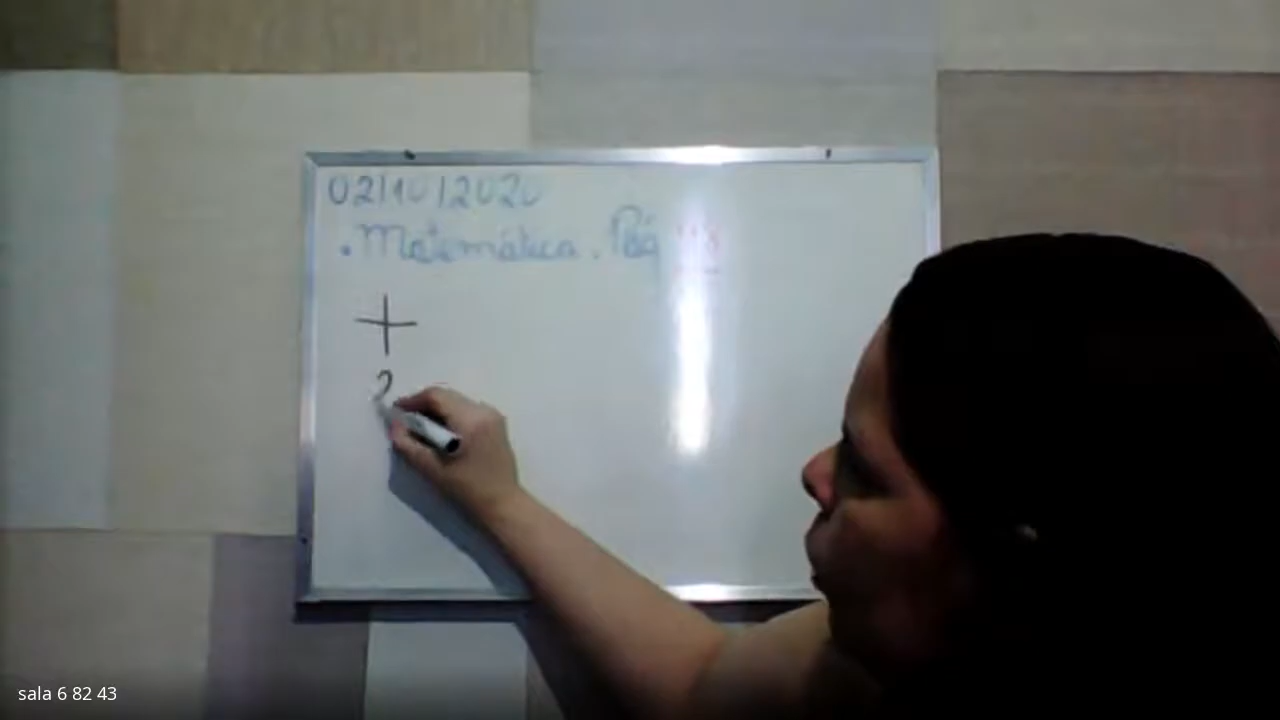 02/10/2020
. Matemática . Pág
+
2
sala 6 82 43